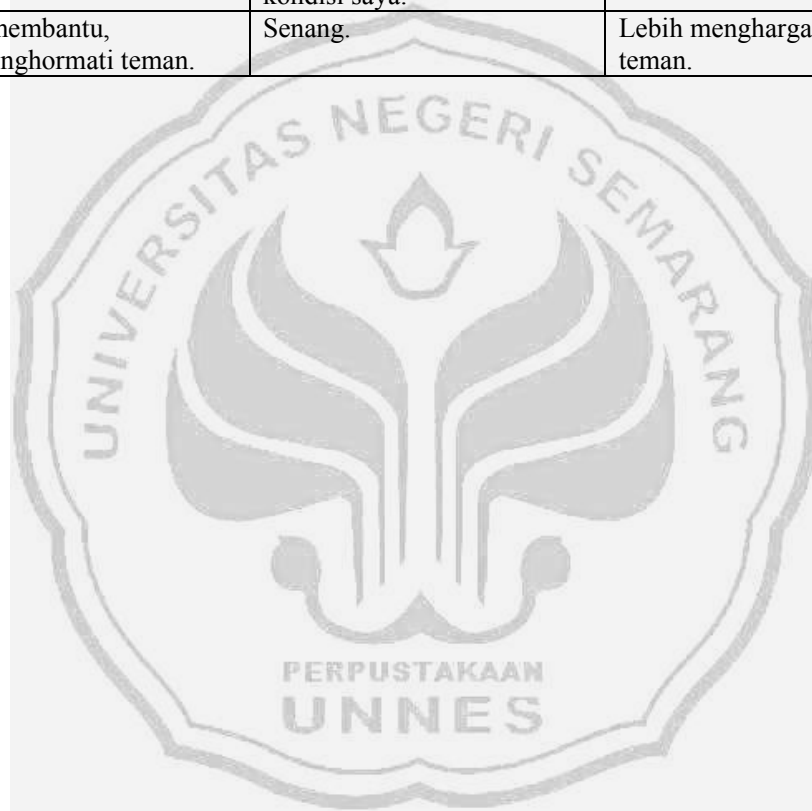 kondisi saya.
membantu,
Senang.
Lebih mengharga
nghormati teman.
teman.
UNIVERSITAS NEGERI SEMARANG
PERPUSTAKAAN
UNNES